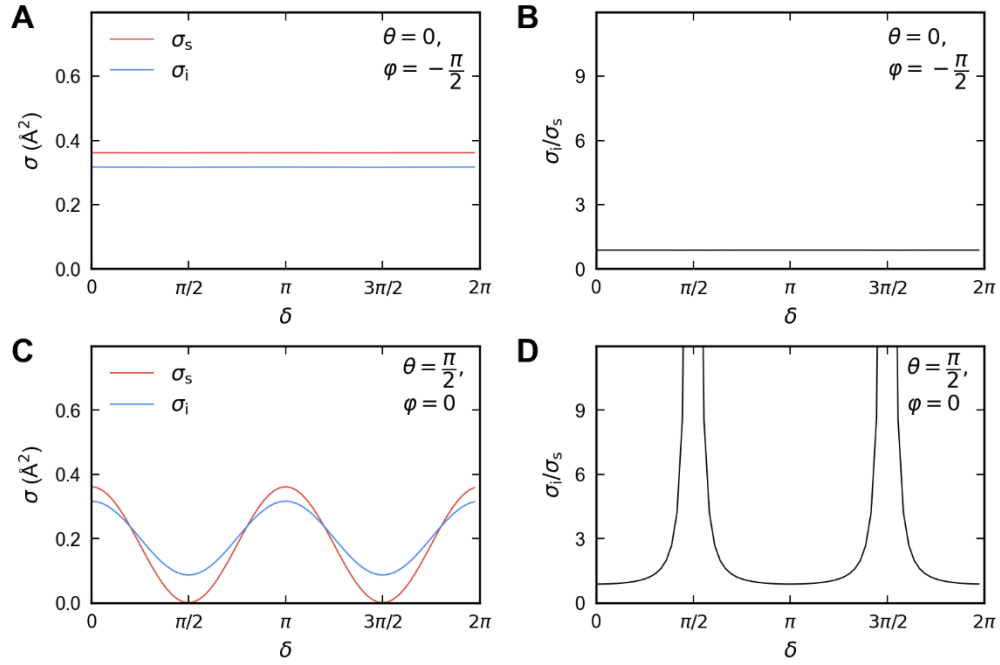 A
σs
σi
θ = 0,
φ = − π/2
σ (Å²)
0.6
0.4
0.2
0.0
0 π/2 π 3π/2 2π
δ
B
θ = 0,
φ = − π/2
σi/σs
9
6
3
0
0 π/2 π 3π/2 2π
δ
C
σs
σi
θ = π/2,
φ = 0
σ (Å²)
0.6
0.4
0.2
0.0
0 π/2 π 3π/2 2π
δ
D
θ = π/2,
φ = 0
σi/σs
9
6
3
0
0 π/2 π 3π/2 2π
δ